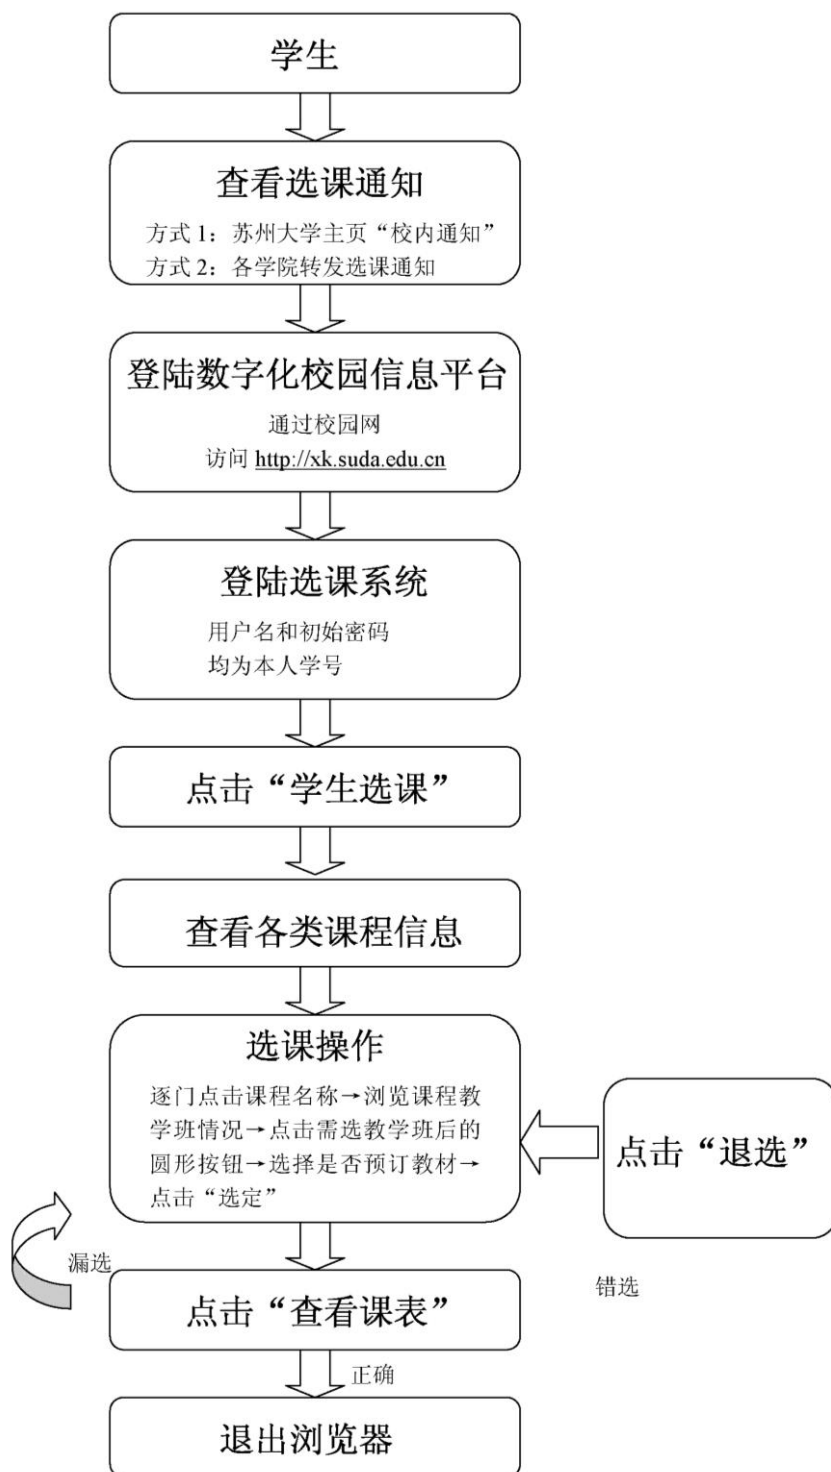 学生
查看选课通知
方式 1：苏州大学主页“校内通知”
方式 2：各学院转发选课通知
登陆数字化校园信息平台
通过校园网
访问 http://xk.suda.edu.cn
登陆选课系统
用户名和初始密码
均为本人学号
点击“学生选课”
查看各类课程信息
选课操作
逐门点击课程名称→浏览课程教
学班情况→点击需选教学班后的
圆形按钮→选择是否预订教材→
点击“选定”
点击“退选”
漏选
错选
点击“查看课表”
正确
退出浏览器